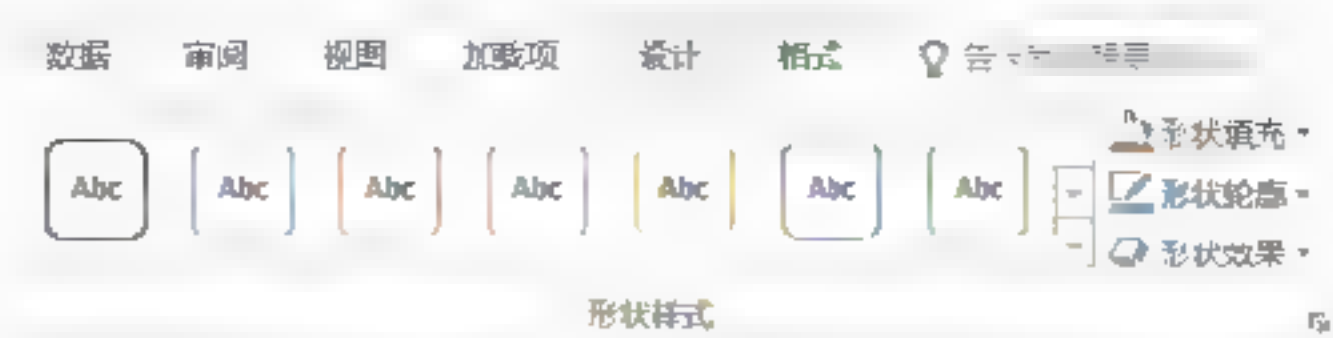 数据 审阅 视图 加载项 设计 格式
Abc Abc Abc Abc Abc Abc Abc
形状填充
形状轮廓
形状效果
形状样式